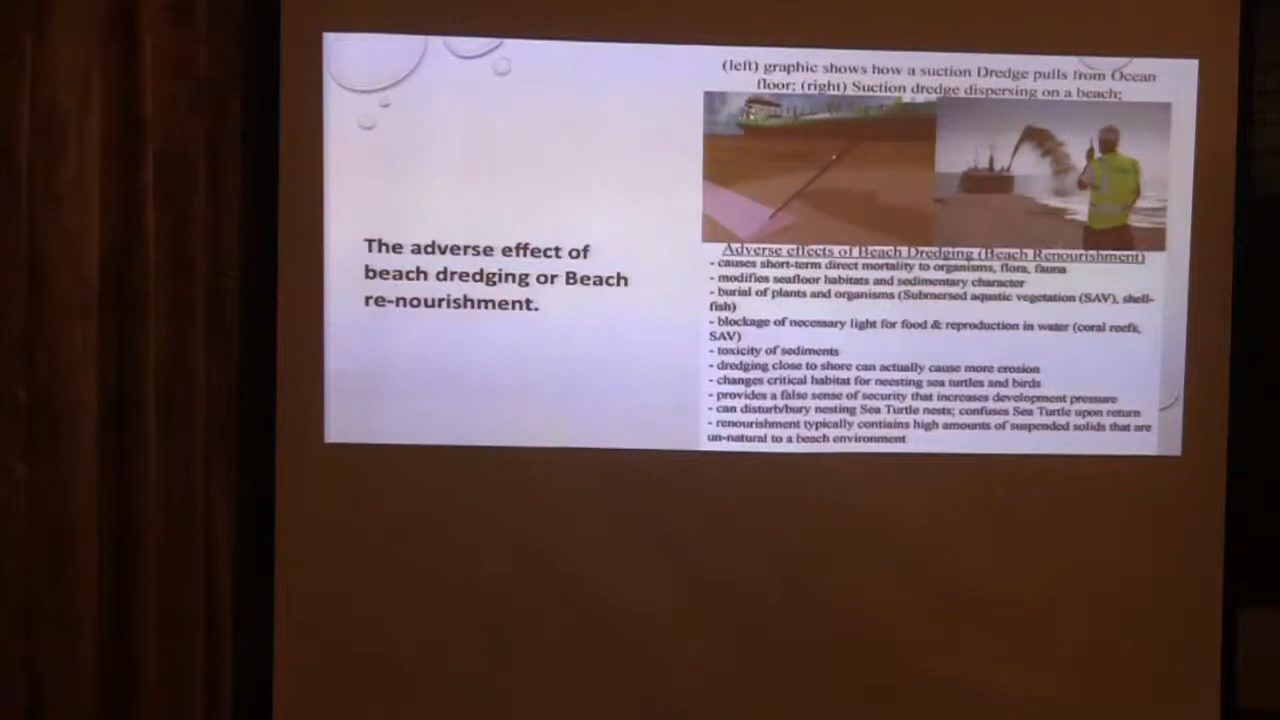 The adverse effect of
beach dredging or Beach
re-nourishment.
(left) graphic shows how a suction Dredge pulls from Ocean
floor; (right) Suction dredge dispersing on a beach;
Adverse effects of Beach Dredging (Beach Renourishment)
- causes short-term direct mortality to organisms, flora, fauna
- modifies seafloor habitats and sedimentary character
- burial of plants and organisms (Submersed aquatic vegetation (SAV), shell-
fish)
- blockage of necessary light for food & reproduction in water (coral reefs,
SAV)
- toxicity of sediments
- dredging close to shore can actually cause more erosion
- changes critical habitat for neesting sea turtles and birds
- provides a false sense of security that increases development pressure
- can disturb/bury nesting Sea Turtle nests; confuses Sea Turtle upon return
- renourishment typically contiains high amounts of suspended solids that are
un-natural to a beach environment